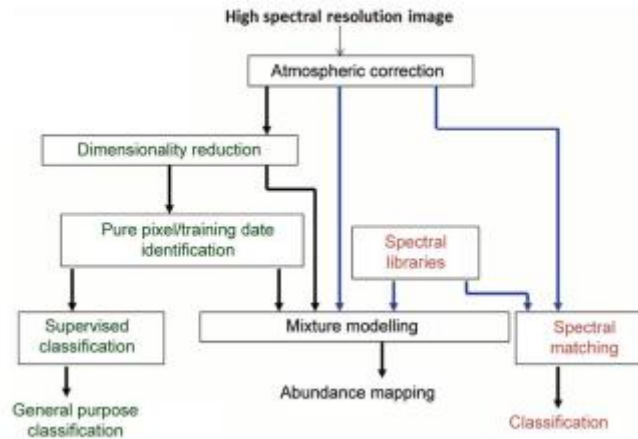 High spectral resolution image
Atmospheric correction
Dimensionality reduction
Pure pixel/training date
identification
Spectral
libraries
Supervised
classification
Mixture modelling
Spectral
matching
General purpose
classification
Abundance mapping
Classification